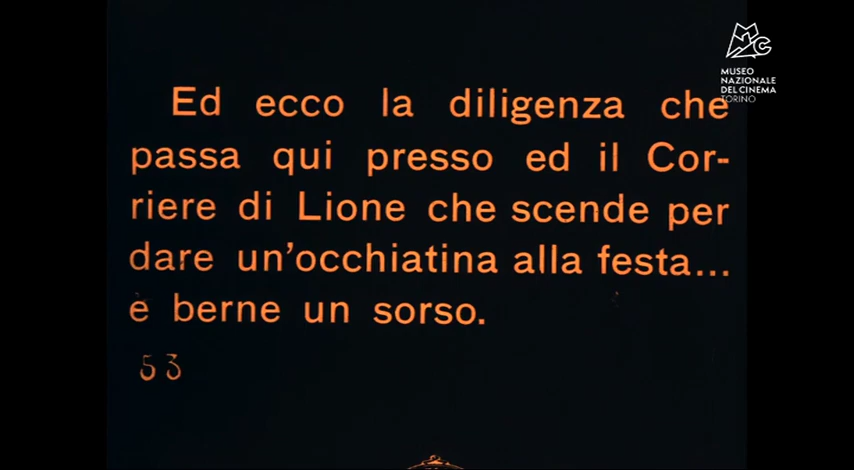 MUSEO
NAZIONALE
DEL CINEMA
TORINO
Ed ecco la diligenza che
passa qui presso ed il Cor-
riere di Lione che scende per
dare un'occhiatina alla festa...
e berne un sorso.
53